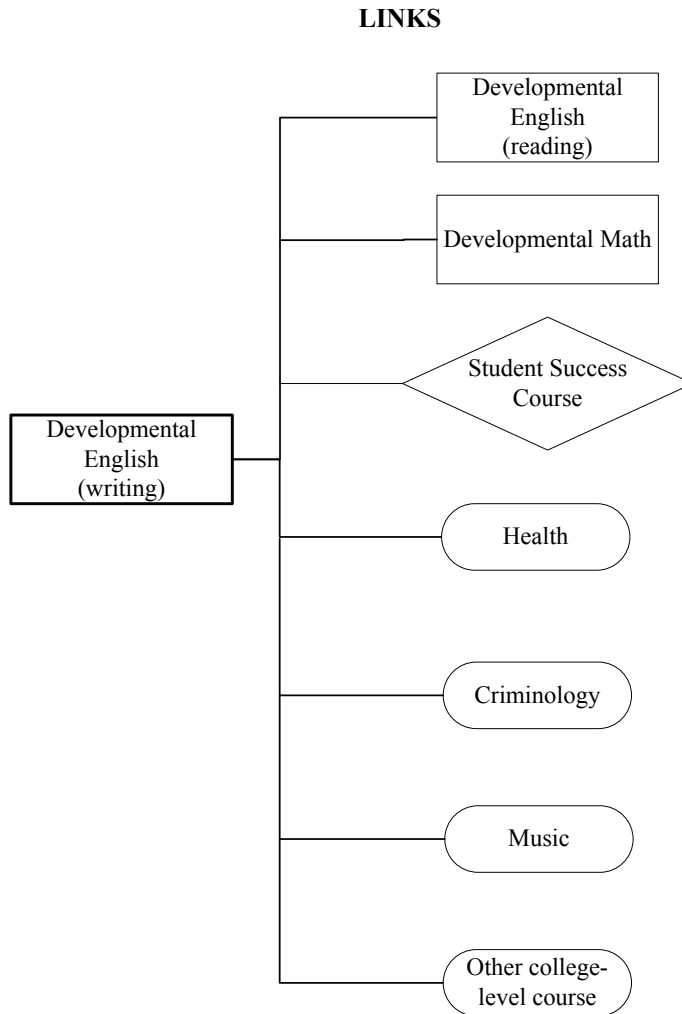 LINKS
Developmental
English
(reading)
Developmental Math
Student Success
Course
Developmental
English
(writing)
Health
Criminology
Music
Other college-
level course